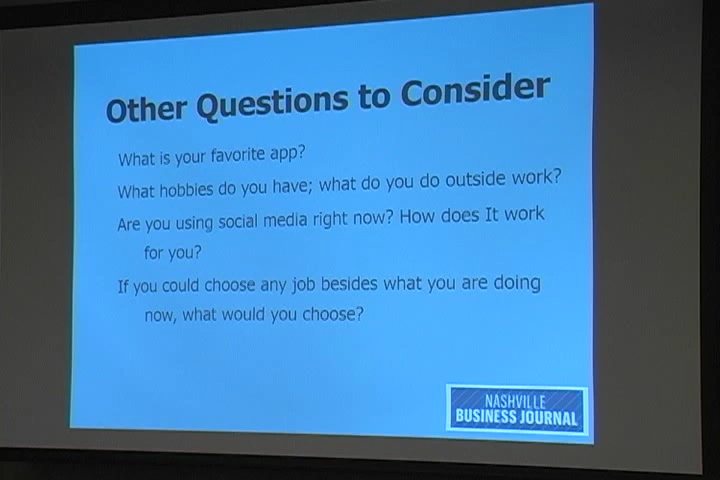 Other Questions to Consider
What is your favorite app?
What hobbies do you have; what do you do outside work?
Are you using social media right now? How does It work
for you?
If you could choose any job besides what you are doing
now, what would you choose?
NASHVILLE
BUSINESS JOURNAL